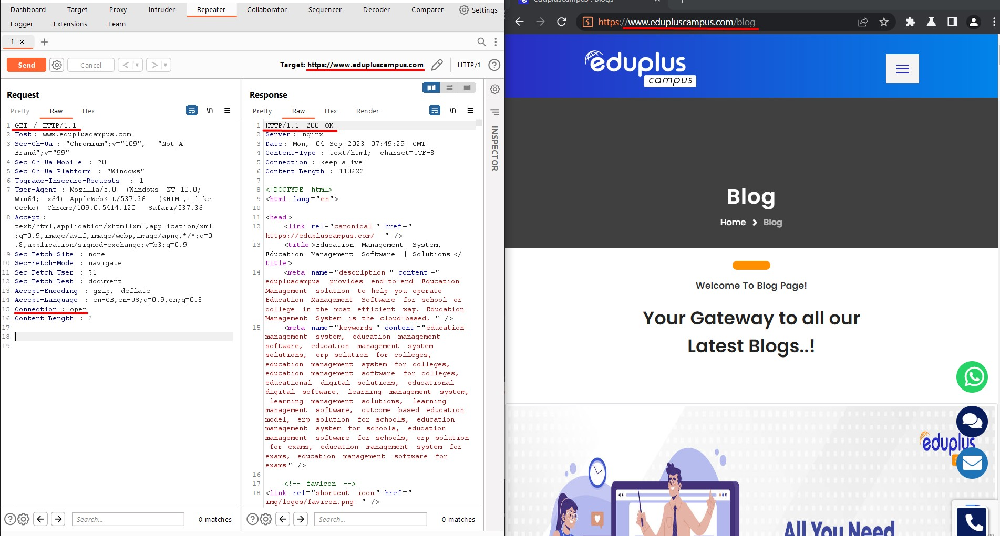 Dashboard Target Proxy Intruder Repeater Collaborator Sequencer Decoder Comparer Settings
Logger Extensions Learn
1 × +
Send Cancel < >
Target: https://www.edupluscampus.com HTTP/1 ?
Request
Pretty Raw Hex \n
1 GET / HTTP/1.1
2 Host: www.edupluscampus.com
3 Sec-Ch-Ua: "Chromium";v="109", "Not_A
Brand";v="99"
4 Sec-Ch-Ua-Mobile : ?0
5 Sec-Ch-Ua-Platform : "Windows"
6 Upgrade-Insecure-Requests : 1
7 User-Agent : Mozilla/5.0 (Windows NT 10.0;
Win64; x64) AppleWebKit/537.36 (KHTML, like
Gecko) Chrome/109.0.5414.120 Safari/537.36
8 Accept :
text/html,application/xhtml+xml,application/xml
;q=0.9,image/avif,image/webp,image/apng,*/*;q=0
.8,application/signed-exchange;v=b3;q=0.9
9 Sec-Fetch-Site : none
10 Sec-Fetch-Mode : navigate
11 Sec-Fetch-User : ?1
12 Sec-Fetch-Dest : document
13 Accept-Encoding : gzip, deflate
14 Accept-Language : en-GB,en-US;q=0.9,en;q=0.8
15 Connection : open
16 Content-Length : 2
17
18
19
Search... 0 matches
Response
Pretty Raw Hex Render \n
1 HTTP/1.1 200 OK
2 Server : nginx
3 Date : Mon, 04 Sep 2023 07:49:29 GMT
4 Content-Type : text/html; charset=UTF-8
5 Connection : keep-alive
6 Content-Length : 110622
7
8 <!DOCTYPE html>
9 <html lang="en">
10
11 <head>
12 <link rel="canonical " href="
https://edupluscampus.com/ " />
13 <title>Education Management System,
Education Management Software | Solutions </
title>
14 <meta name="description " content ="
edupluscampus provides end-to-end Education
Management solution to help you operate
Education Management Software for school or
college in the most efficient way. Education
Management System is the cloud-based. " />
15 <meta name="keywords " content ="education
management system, education management
software, education management system
solutions, erp solution for colleges,
education management system for colleges,
education management software for colleges,
educational digital solutions, educational
digital software, learning management system,
learning management solutions, learning
management software, outcome based education
model, erp solution for schools, education
management system for schools, education
management software for schools, erp solution
for exams, education management system for
exams, education management software for
exams" />
16
17 <!-- favicon -->
18 <link rel="shortcut icon" href="
img/logos/favicon.png " />
Search... 0 matches
INSPECTOR
edupluscampus : Blogs
https://www.edupluscampus.com/blog
eduplus
campus
Blog
Home > Blog
Welcome To Blog Page!
Your Gateway to all our
Latest Blogs..!
eduplus
All You Need